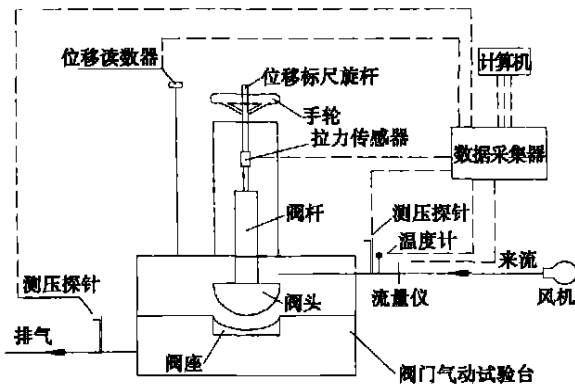 位移读数器
位移标尺旋杆
计算机
手轮
拉力传感器
数据采集器
阀杆
测压探针
温度计
来流
测压探针
流量仪
风机
阀头
排气
阀座
阀门气动试验台